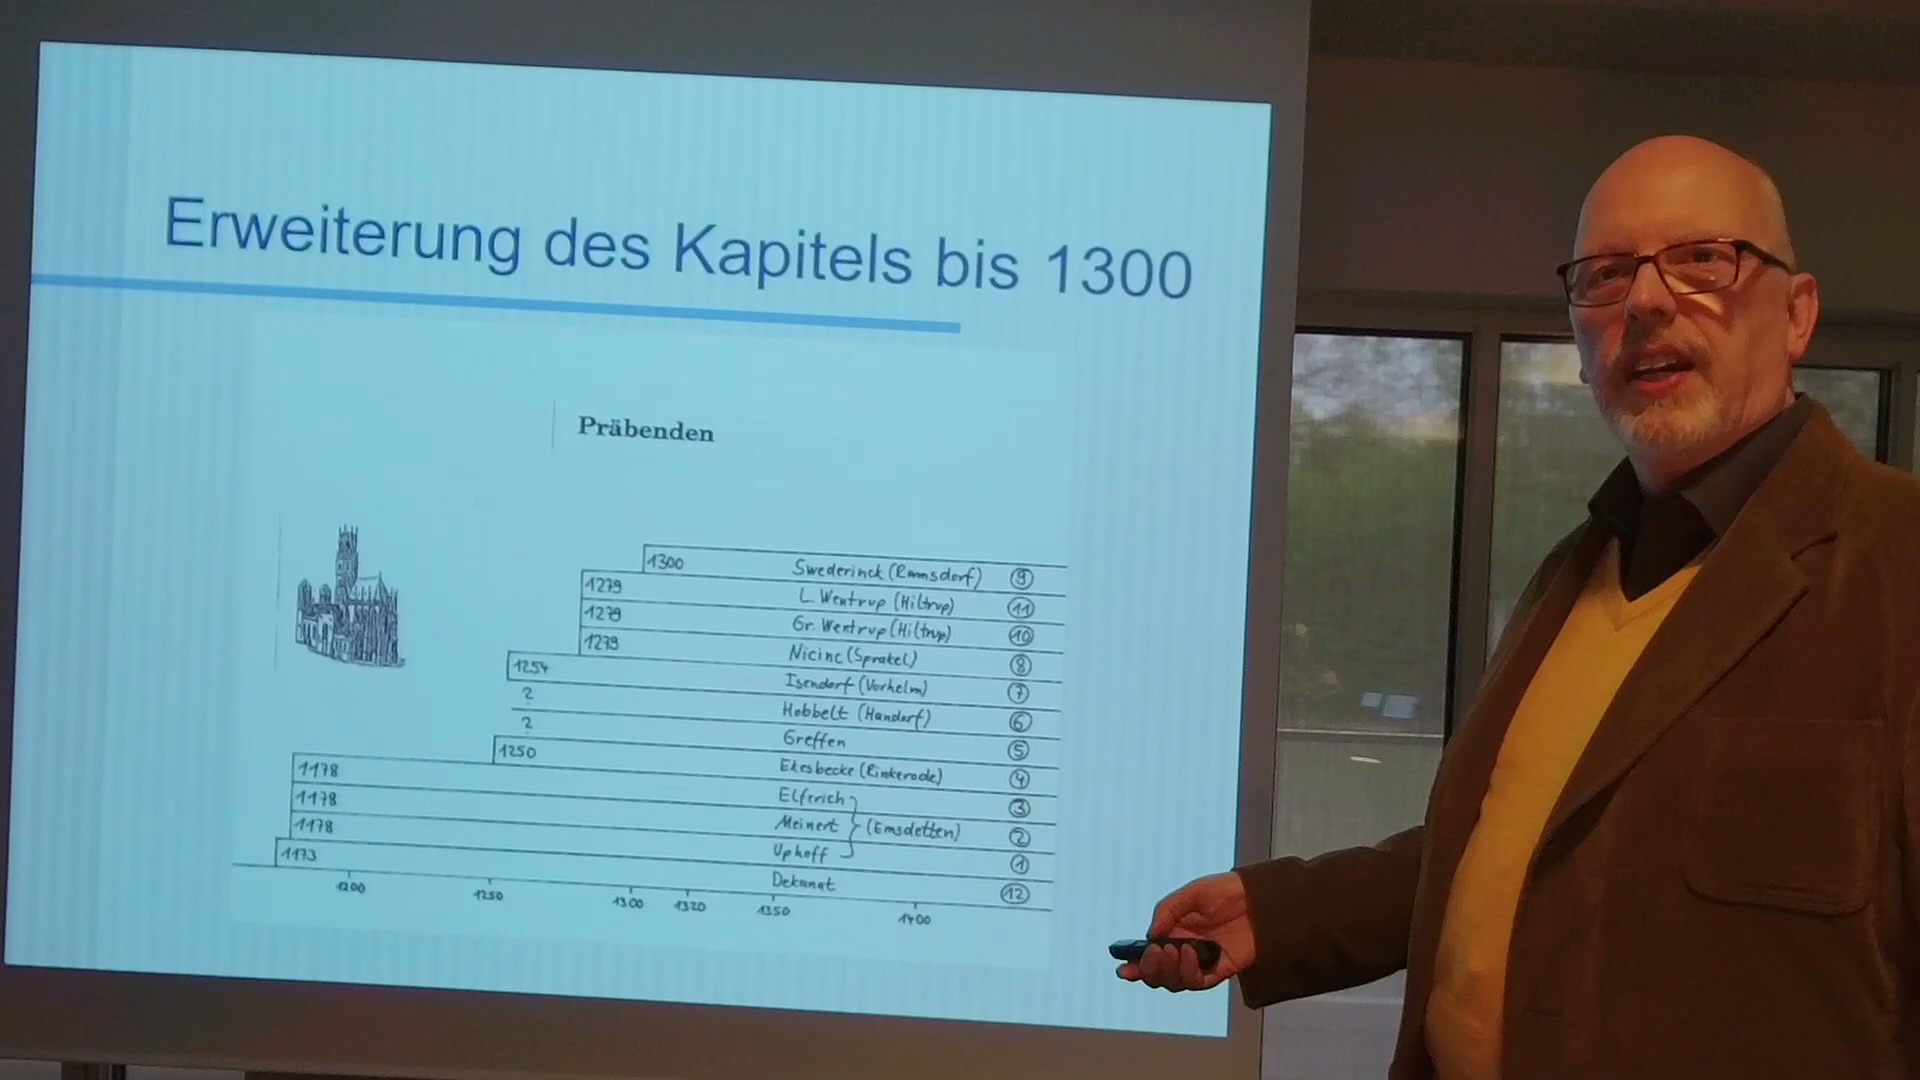 Erweiterung des Kapitels bis 1300
Präbenden
1300 Swederinck (Ramsdorf) 9
1279 L. Wentrup (Hiltrup) 11
1279 Gr. Wentrup (Hiltrup) 10
1279 Nicinc (Sprakel) 8
1254 Isendorf (Vorhelm) 7
? Hobbelt (Handorf) 6
? Greffen 5
1250 Ekesbecke (Rinkerode) 4
1178 Elferich 3
1178 Meinert (Emsdetten) 2
1178 Uphoff 1
1173 Dekanat 12
1200 1250 1300 1320 1350 1400